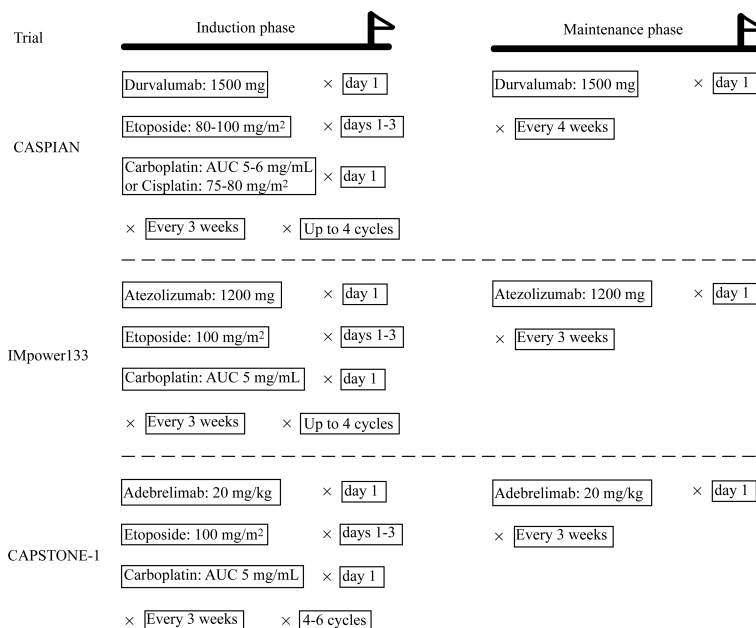 Trial Induction phase Maintenance phase
Durvalumab: 1500 mg × day 1 Durvalumab: 1500 mg × day 1
Etoposide: 80-100 mg/m² × days 1-3 × Every 4 weeks
CASPIAN
Carboplatin: AUC 5-6 mg/mL
or Cisplatin: 75-80 mg/m² × day 1
× Every 3 weeks × Up to 4 cycles
Atezolizumab: 1200 mg × day 1 Atezolizumab: 1200 mg × day 1
Etoposide: 100 mg/m² × days 1-3 × Every 3 weeks
IMpower133
Carboplatin: AUC 5 mg/mL × day 1
× Every 3 weeks × Up to 4 cycles
Adebrelimab: 20 mg/kg × day 1 Adebrelimab: 20 mg/kg × day 1
Etoposide: 100 mg/m² × days 1-3 × Every 3 weeks
CAPSTONE-1
Carboplatin: AUC 5 mg/mL × day 1
× Every 3 weeks × 4-6 cycles